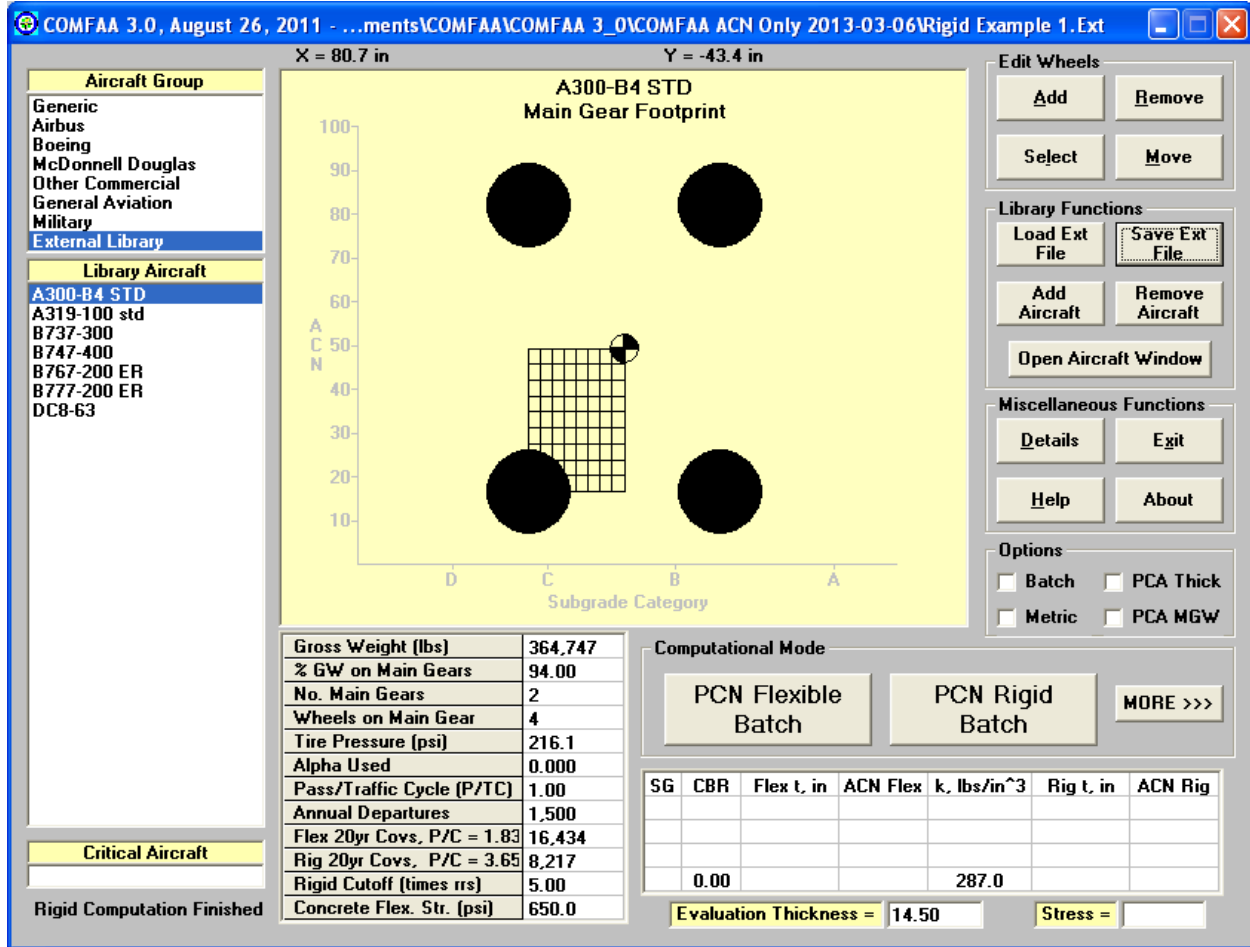 COMFAA 3.0, August 26, 2011 - ...ments\COMFAA\COMFAA 3_0\COMFAA ACN Only 2013-03-06\Rigid Example 1.Ext
X = 80.7 in Y = -43.4 in
Aircraft Group
Generic
Airbus
Boeing
McDonnell Douglas
Other Commercial
General Aviation
Military
External Library
Library Aircraft
A300-B4 STD
A319-100 std
B737-300
B747-400
B767-200 ER
B777-200 ER
DC8-63
Critical Aircraft
Rigid Computation Finished
A300-B4 STD
Main Gear Footprint
100
90
80
70
60
50
40
30
20
10
A
C
N
D C B A
Subgrade Category
Gross Weight (lbs) 364,747
% GW on Main Gears 94.00
No. Main Gears 2
Wheels on Main Gear 4
Tire Pressure (psi) 216.1
Alpha Used 0.000
Pass/Traffic Cycle (P/TC) 1.00
Annual Departures 1,500
Flex 20yr Covs, P/C = 1.83 16,434
Rig 20yr Covs, P/C = 3.65 8,217
Rigid Cutoff (times rrs) 5.00
Concrete Flex. Str. (psi) 650.0
Edit Wheels
Add Remove
Select Move
Library Functions
Load Ext File Save Ext File
Add Aircraft Remove Aircraft
Open Aircraft Window
Miscellaneous Functions
Details Exit
Help About
Options
Batch PCA Thick
Metric PCA MGW
Computational Mode
PCN Flexible Batch PCN Rigid Batch MORE >>>
SG CBR Flex t, in ACN Flex k, lbs/in^3 Rig t, in ACN Rig
0.00 287.0
Evaluation Thickness = 14.50 Stress =